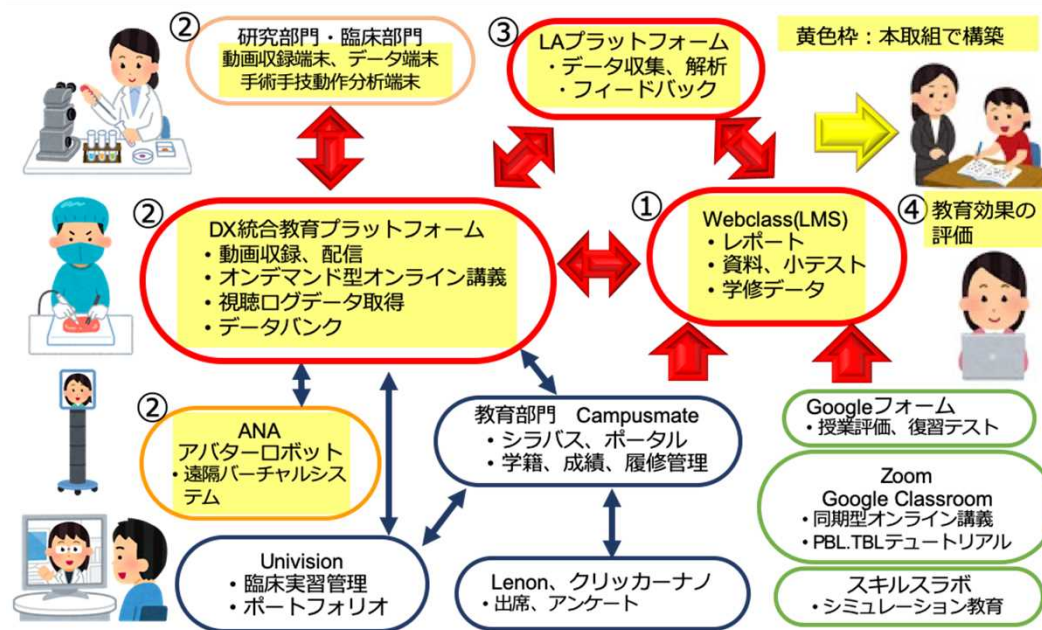 ②
研究部門・臨床部門
動画収録端末、データ端末
手術手技動作分析端末
③
LAプラットフォーム
・データ収集、解析
・フィードバック
黄色枠：本取組で構築
②
DX統合教育プラットフォーム
・動画収録、配信
・オンデマンド型オンライン講義
・視聴ログデータ取得
・データバンク
①
Webclass(LMS)
・レポート
・資料、小テスト
・学修データ
④
教育効果の
評価
②
ANA
アバターロボット
・遠隔バーチャルシス
テム
教育部門　Campusmate
・シラバス、ポータル
・学籍、成績、履修管理
Googleフォーム
・授業評価、復習テスト
Zoom
Google Classroom
・同期型オンライン講義
・PBL.TBLテュートリアル
Univision
・臨床実習管理
・ポートフォリオ
Lenon、クリッカーナノ
・出席、アンケート
スキルスラボ
・シミュレーション教育